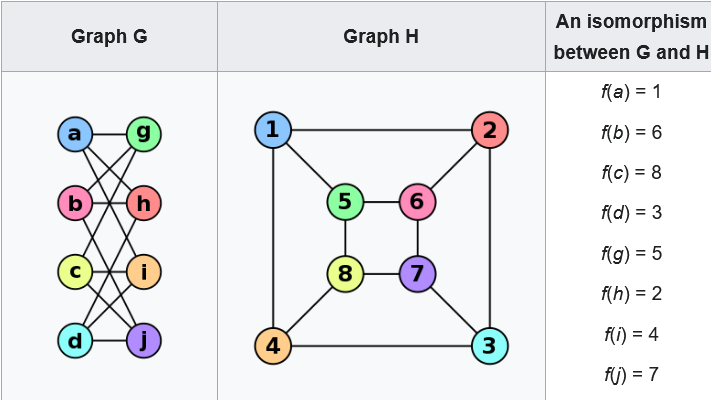 Graph G
Graph H
An isomorphism
between G and H
a g
b h
c i
d j
1 2
5 6
8 7
4 3
f(a) = 1
f(b) = 6
f(c) = 8
f(d) = 3
f(g) = 5
f(h) = 2
f(i) = 4
f(j) = 7